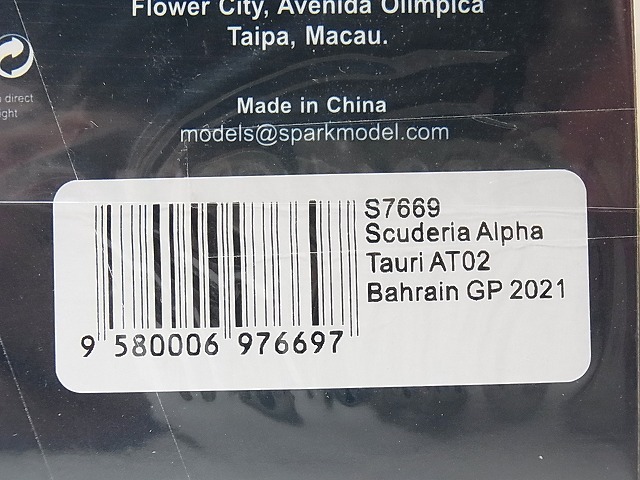 Flower City, Avenida Olimpica
Taipa, Macau.
direct
Made in China
models@sparkmodel.com
S7669
Scuderia Alpha
Tauri AT02
Bahrain GP 2021
9 580006 976697